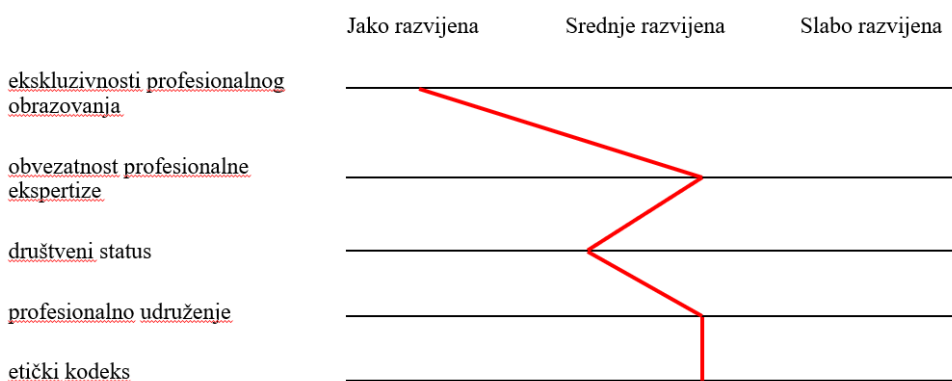 Jako razvijena Srednje razvijena Slabo razvijena
ekskluzivnosti profesionalnog
obrazovanja
obvezatnost profesionalne
ekspertize
društveni status
profesionalno udruženje
etički kodeks